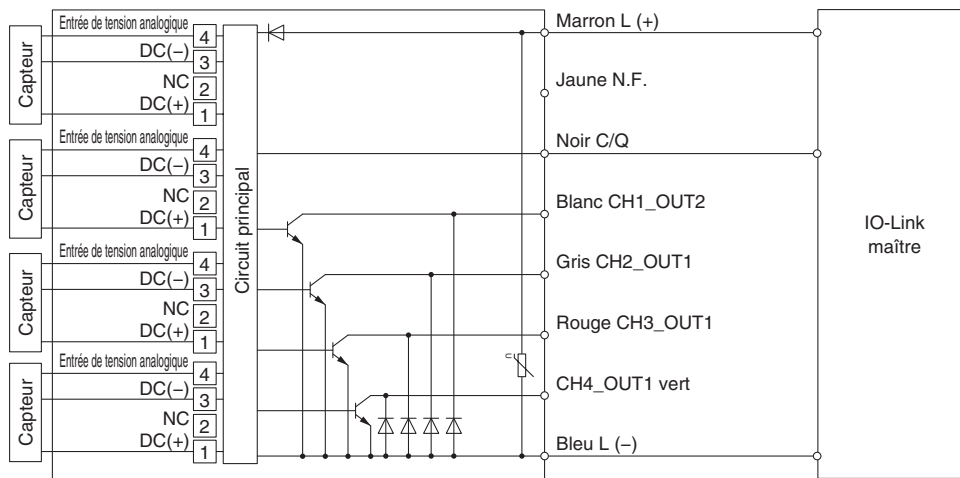 Capteur
Entrée de tension analogique 4
DC(−) 3
NC 2
DC(+) 1
Capteur
Entrée de tension analogique 4
DC(−) 3
NC 2
DC(+) 1
Capteur
Entrée de tension analogique 4
DC(−) 3
NC 2
DC(+) 1
Capteur
Entrée de tension analogique 4
DC(−) 3
NC 2
DC(+) 1
Circuit principal
Marron L (+)
Jaune N.F.
Noir C/Q
Blanc CH1_OUT2
Gris CH2_OUT1
Rouge CH3_OUT1
U
CH4_OUT1 vert
Bleu L (−)
IO-Link
maître